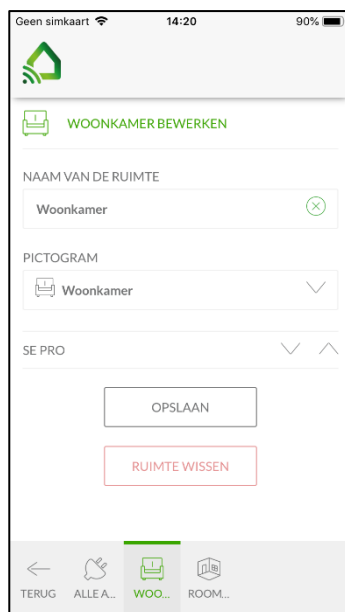 Geen simkaart 14:20 90%
WOONKAMER BEWERKEN
NAAM VAN DE RUIMTE
Woonkamer
PICTOGRAM
Woonkamer
SE PRO
OPSLAAN
RUIMTE WISSEN
TERUG ALLE A... WOO... ROOM...